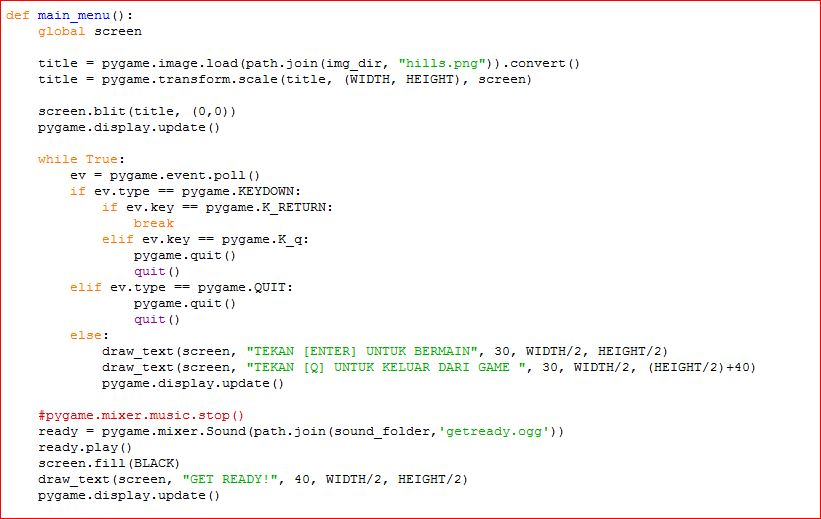 def main_menu():
    global screen

    title = pygame.image.load(path.join(img_dir, "hills.png")).convert()
    title = pygame.transform.scale(title, (WIDTH, HEIGHT), screen)

    screen.blit(title, (0,0))
    pygame.display.update()

    while True:
        ev = pygame.event.poll()
        if ev.type == pygame.KEYDOWN:
            if ev.key == pygame.K_RETURN:
                break
            elif ev.key == pygame.K_q:
                pygame.quit()
                quit()
        elif ev.type == pygame.QUIT:
                pygame.quit()
                quit()
        else:
            draw_text(screen, "TEKAN [ENTER] UNTUK BERMAIN", 30, WIDTH/2, HEIGHT/2)
            draw_text(screen, "TEKAN [Q] UNTUK KELUAR DARI GAME ", 30, WIDTH/2, (HEIGHT/2)+40)
            pygame.display.update()

    #pygame.mixer.music.stop()
    ready = pygame.mixer.Sound(path.join(sound_folder,'getready.ogg'))
    ready.play()
    screen.fill(BLACK)
    draw_text(screen, "GET READY!", 40, WIDTH/2, HEIGHT/2)
    pygame.display.update()